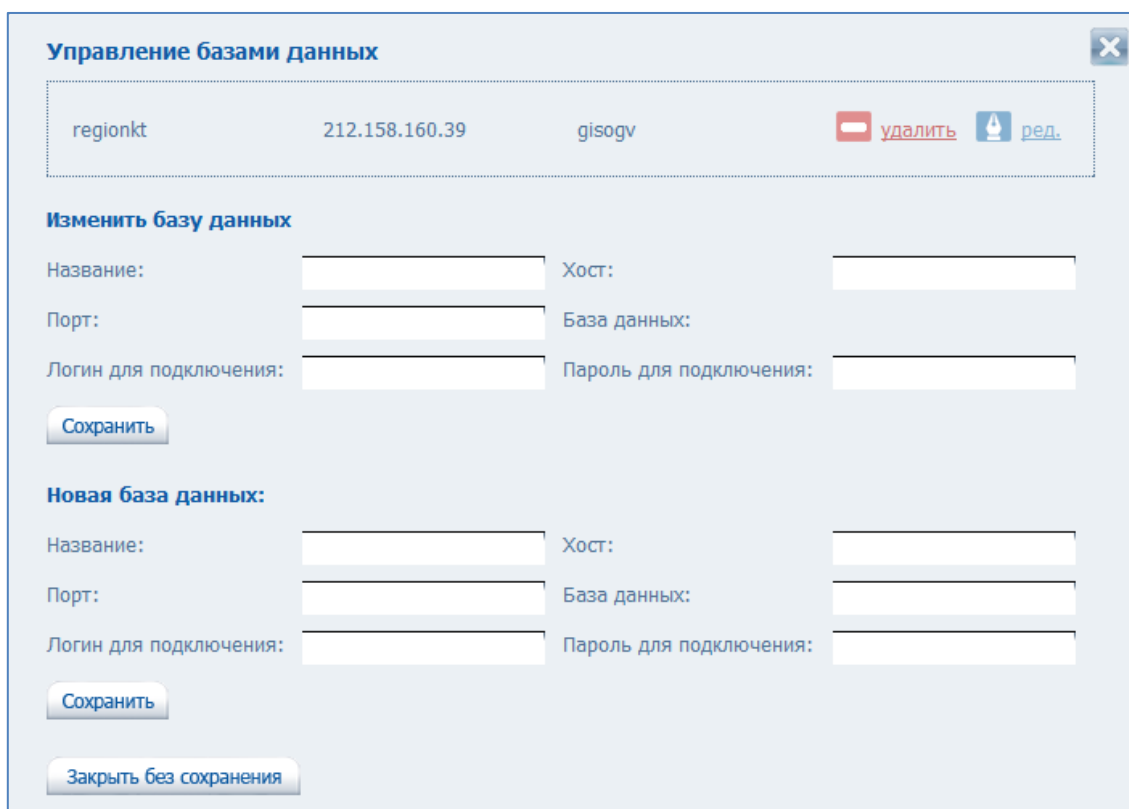 Управление базами данных
regionkt 212.158.160.39 gisogv удалить ред.
Изменить базу данных
Название: Хост:
Порт: База данных:
Логин для подключения: Пароль для подключения:
Сохранить
Новая база данных:
Название: Хост:
Порт: База данных:
Логин для подключения: Пароль для подключения:
Сохранить
Закрыть без сохранения